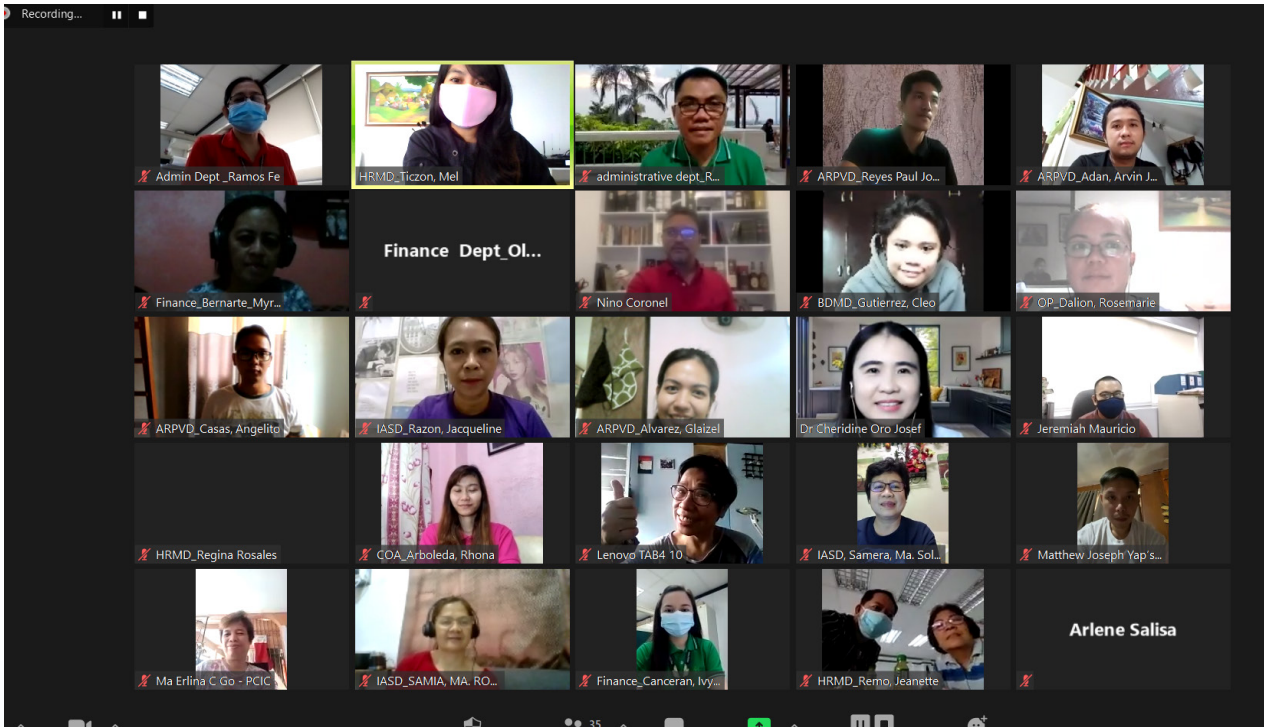 Recording...
Admin Dept _Ramos Fe
HRMD_Ticzon, Mel
administrative dept_R...
ARPVD_Reyes Paul Jo...
ARPVD_Adan, Arvin J...
Finance_Bernarte_Myr...
Finance Dept_Ol...
Nino Coronel
BDMD_Gutierrez, Cleo
OP_Dalion, Rosemarie
ARPVD_Casas, Angelito
IASD_Razon, Jacqueline
ARPVD_Alvarez, Glaizel
Dr Cheridine Oro Josef
Jeremiah Mauricio
HRMD_Regina Rosales
COA_Arboleda, Rhona
Lenovo TAB4 10
IASD, Samera, Ma. Sol...
Matthew Joseph Yap's...
Ma Erlina C Go - PCIC
IASD_SAMIA, MA. RO...
Finance_Canceran, Ivy...
HRMD_Remo, Jeanette
Arlene Salisa
35